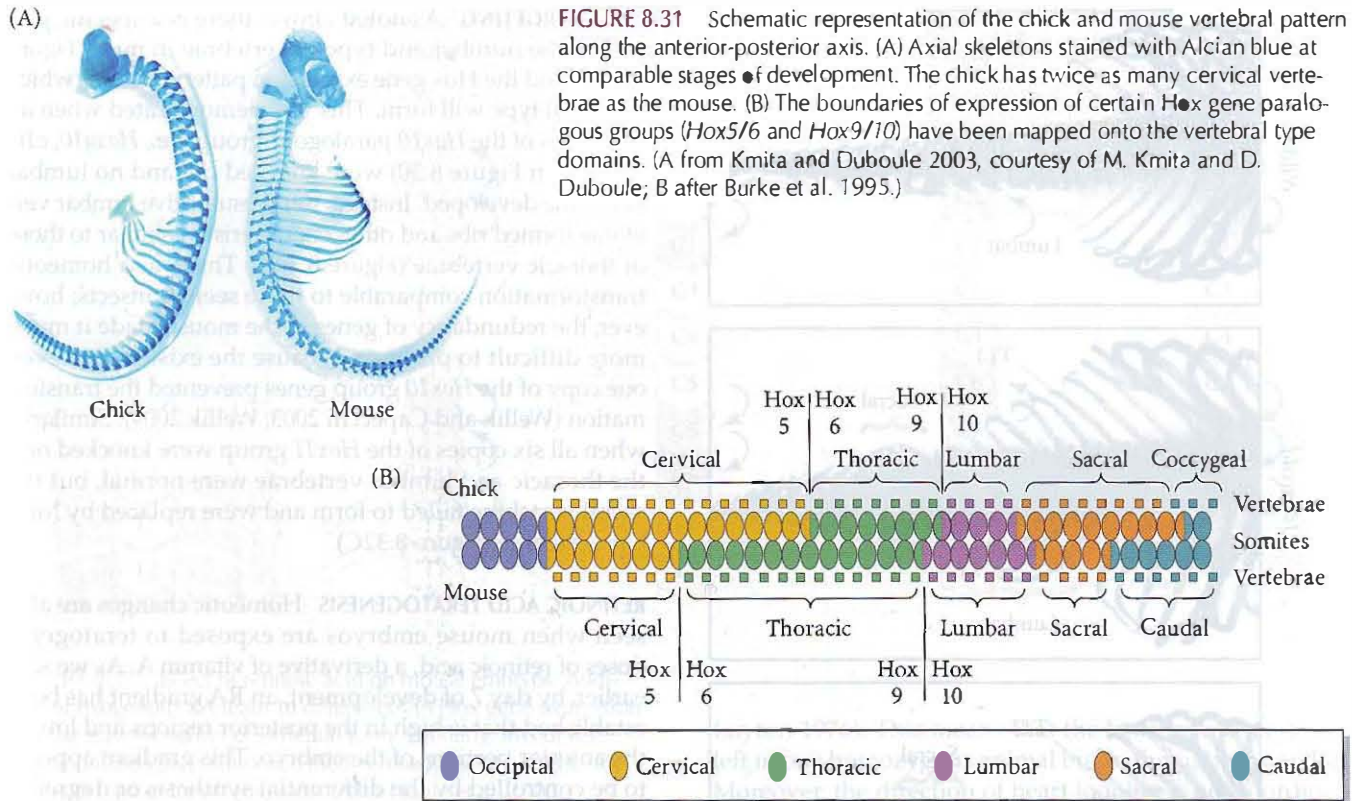 (A)
FIGURE 8.31 Schematic representation of the chick and mouse vertebral pattern
along the anterior-posterior axis. (A) Axial skeletons stained with Alcian blue at
comparable stages of development. The chick has twice as many cervical verte-
brae as the mouse. (B) The boundaries of expression of certain Hox gene paralo-
gous groups (Hox5/6 and Hox9/10) have been mapped onto the vertebral type
domains. (A from Kmita and Duboule 2003, courtesy of M. Kmita and D.
Duboule; B after Burke et al. 1995.)
Chick Mouse
Hox Hox Hox Hox
5 6 9 10
(B) Cervical Thoracic Lumbar Sacral Coccygeal
Chick
Vertebrae
Somites
Vertebrae
Mouse
Cervical Thoracic Lumbar Sacral Caudal
Hox Hox Hox Hox
5 6 9 10
Occipital Cervical Thoracic Lumbar Sacral Caudal